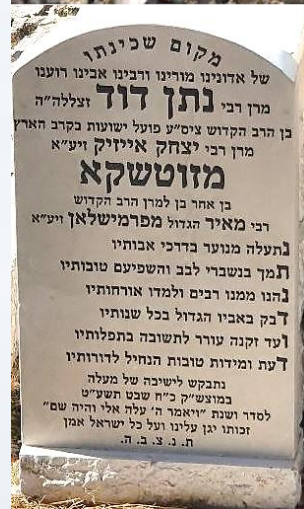 מקום שכינתו
של אדונינו מורינו ורבינו אבינו רוענו
מרן רבי נתן דוד זצללה"ה
בן הרב הקדוש ציס"ע פועל ישועות בקרב הארץ
מרן רבי יצחק אייזיק זיע"א
מזוטשקא
בן אחר בן למרן הרב הקדוש
רבי מאיר הגדול מפרמישלאן זיע"א
נתעלה מנוער בדרכי אבותיו
תמך בנשברי לבב והשפיעם טובותיו
נהנו ממנו רבים ולמדו אורחותיו
דבק באביו הגדול בכל שנותיו
ועד זקנה עורר לתשובה בתפלותיו
דעת ומידות טובות הנחיל לדורותיו
נתבקש לישיבה של מעלה
במוצש"ק כ"ח שבט תשע"ט
לסדר ושנת "ויאמר ה' עלה אלי והיה שם"
זכותו יגן עלינו ועל כל ישראל אמן
ת. נ. צ. ב. ה.